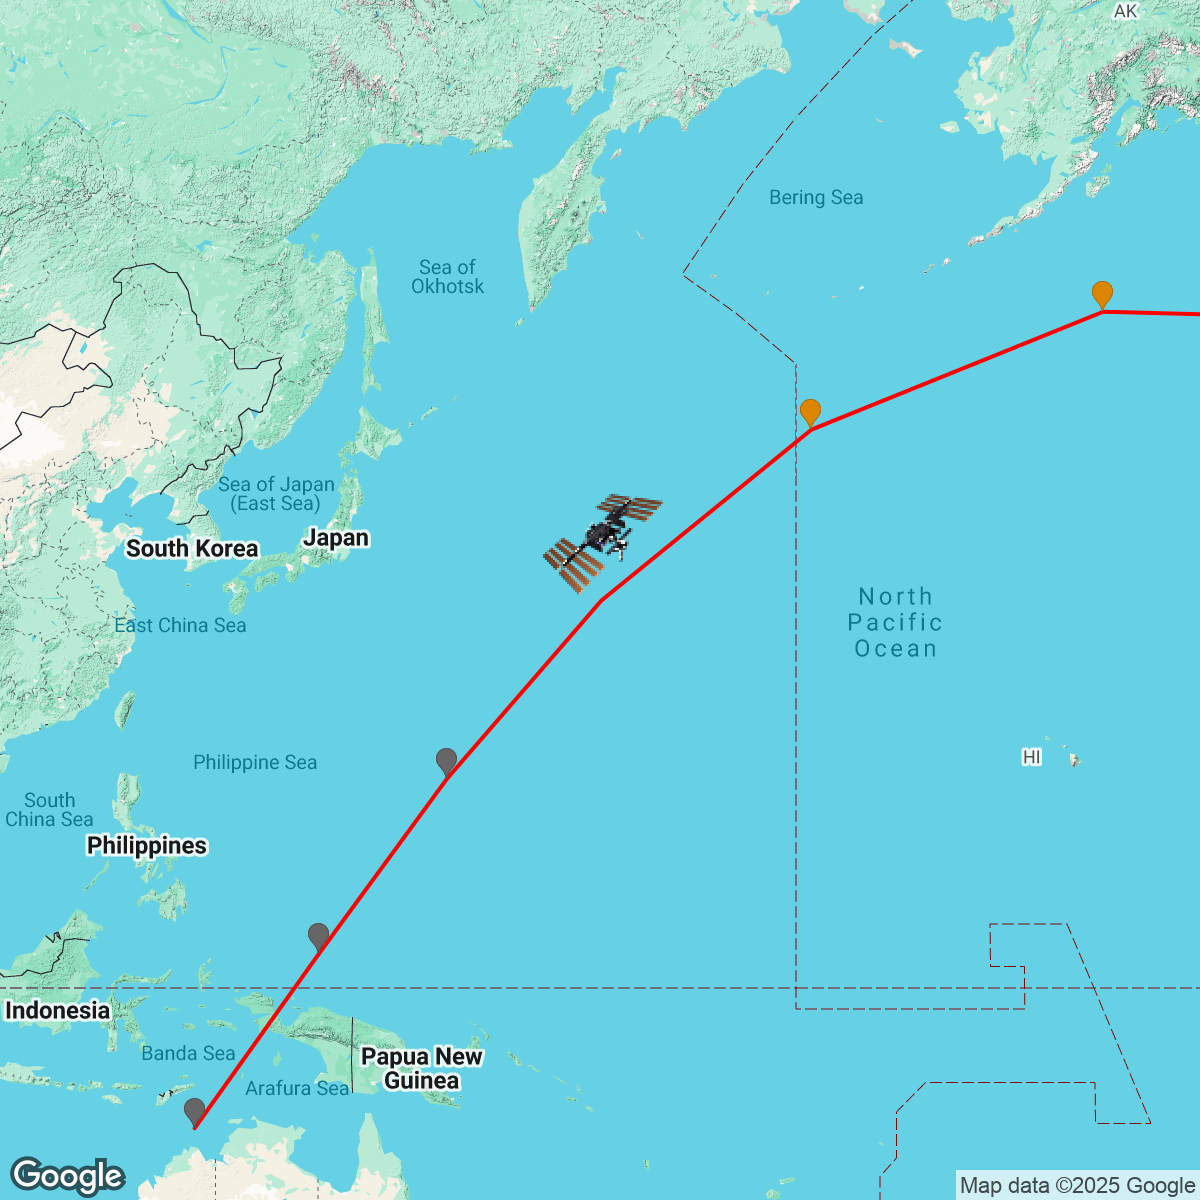 AK
Bering Sea
Sea of
Okhotsk
Sea of Japan
(East Sea)
Japan
South Korea
East China Sea
North
Pacific
Ocean
HI
Philippine Sea
South
China Sea
Philippines
Indonesia
Banda Sea
Papua New
Guinea
Arafura Sea
Google
Map data ©2025 Google